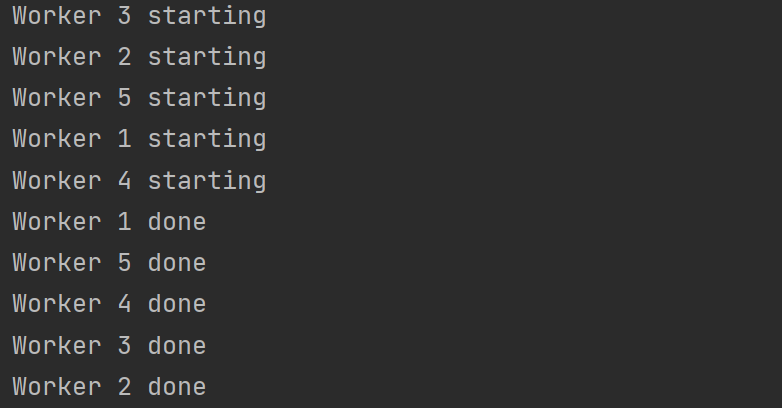 Worker 3 starting
Worker 2 starting
Worker 5 starting
Worker 1 starting
Worker 4 starting
Worker 1 done
Worker 5 done
Worker 4 done
Worker 3 done
Worker 2 done